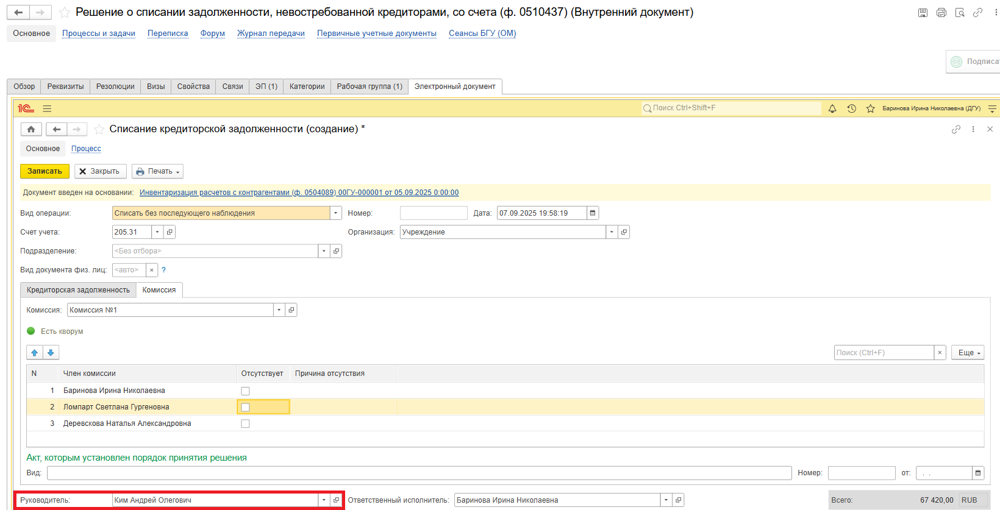 Решение о списании задолженности, невостребованной кредиторами, со счета (ф. 0510437) (Внутренний документ)
Основное Процессы и задачи Переписка Форум Журнал передачи Первичные учетные документы Сеансы БГУ (ОМ)
Подписат
Обзор Реквизиты Резолюции Визы Свойства Связи ЭП (1) Категории Рабочая группа (1) Электронный документ
1С Поиск Ctrl+Shift+F Баринова Ирина Николаевна (ДГУ)
Списание кредиторской задолженности (создание) *
Основное Процесс
Записать Закрыть Печать
Документ введен на основании: Инвентаризация расчетов с контрагентами (ф. 0504089) 00ГУ-000001 от 05.09.2025 0:00:00
Вид операции: Списать без последующего наблюдения Номер: Дата: 07.09.2025 19:58:19
Счет учета: 205.31 Организация: Учреждение
Подразделение: <Без отбора>
Вид документа физ. лиц: <авто> × ?
Кредиторская задолженность Комиссия
Комиссия: Комиссия №1
Есть кворум
Поиск (Ctrl+F) × Еще
N Член комиссии Отсутствует Причина отсутствия
1 Баринова Ирина Николаевна
2 Ломпарт Светлана Гургеновна
3 Деревскова Наталья Александровна
Акт, которым установлен порядок принятия решения
Вид: Номер: от: . .
Руководитель: Ким Андрей Олегович Ответственный исполнитель: Баринова Ирина Николаевна Всего: 67 420,00 RUB